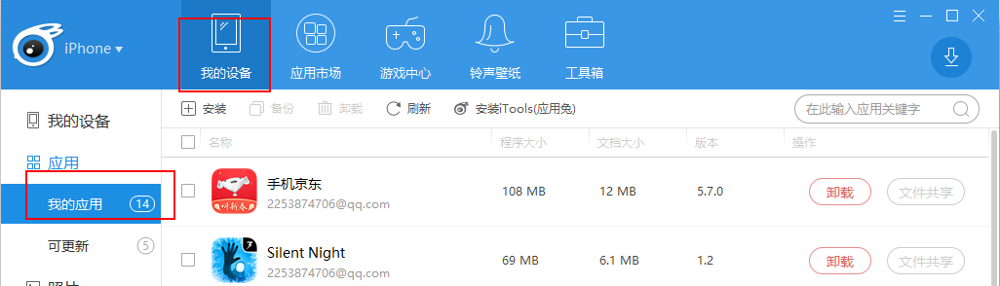 iPhone
我的设备
应用市场
游戏中心
铃声壁纸
工具箱
我的设备
应用
我的应用 14
可更新 5
安装 备份 卸载 刷新 安装iTools(应用兔) 在此输入应用关键字
名称 程序大小 文档大小 版本 操作
手机京东
2253874706@qq.com
108 MB 12 MB 5.7.0 卸载 文件共享
Silent Night
2253874706@qq.com
69 MB 6.1 MB 1.2 卸载 文件共享